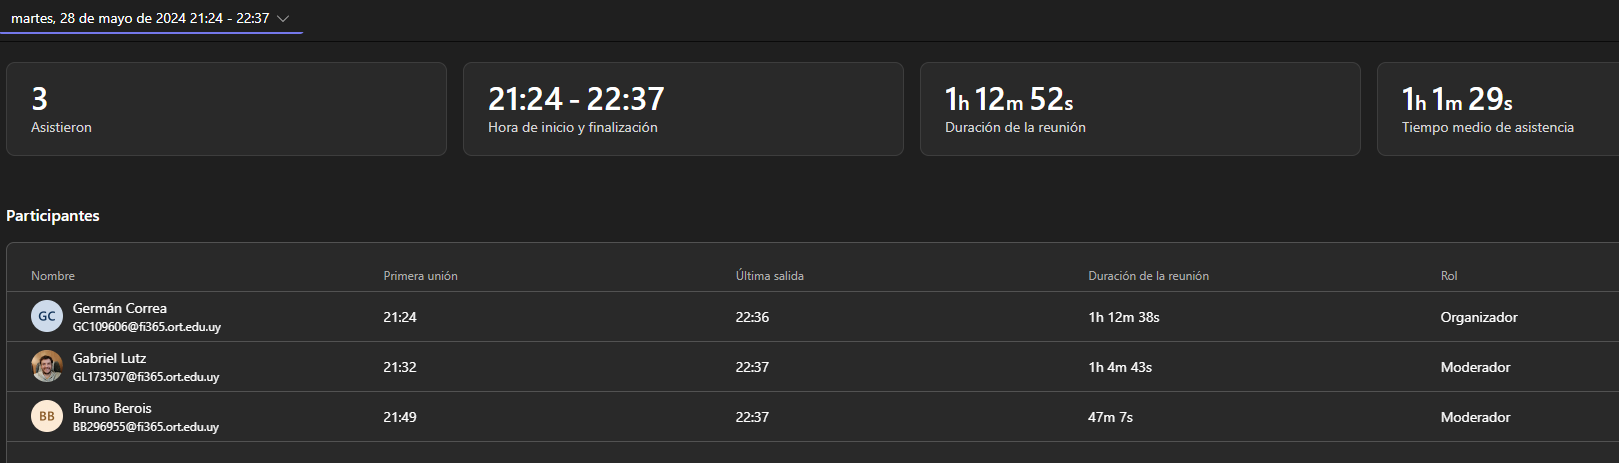 martes, 28 de mayo de 2024 21:24 - 22:37
3
Asistieron
21:24 - 22:37
Hora de inicio y finalización
1h 12m 52s
Duración de la reunión
1h 1m 29s
Tiempo medio de asistencia
Participantes
Nombre Primera unión Última salida Duración de la reunión Rol
GC Germán Correa
GC109606@fi365.ort.edu.uy
21:24 22:36 1h 12m 38s Organizador
Gabriel Lutz
GL173507@fi365.ort.edu.uy
21:32 22:37 1h 4m 43s Moderador
BB Bruno Berois
BB296955@fi365.ort.edu.uy
21:49 22:37 47m 7s Moderador